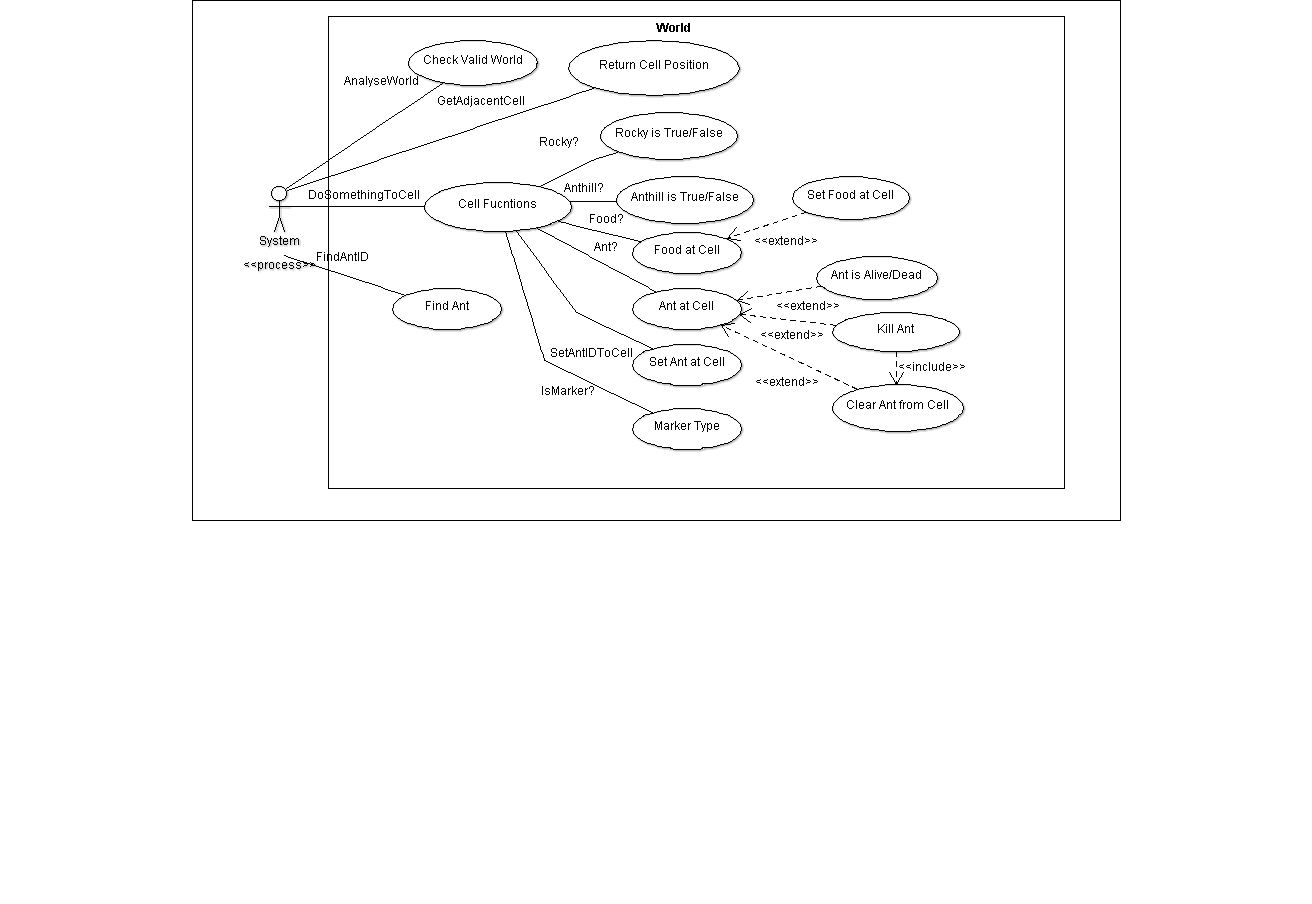 World
Check Valid World
Return Cell Position
AnalyseWorld
GetAdjacentCell
Rocky is True/False
Rocky?
Anthill?
DoSomethingToCell
Cell Fucntions
Anthill is True/False
Set Food at Cell
Food?
System
<<extend>>
Ant?
Food at Cell
FindAntID
<<process>>
Ant is Alive/Dead
Find Ant
Ant at Cell
<<extend>>
Kill Ant
<<extend>>
SetAntIDToCell
Set Ant at Cell
<<include>>
<<extend>>
IsMarker?
Clear Ant from Cell
Marker Type